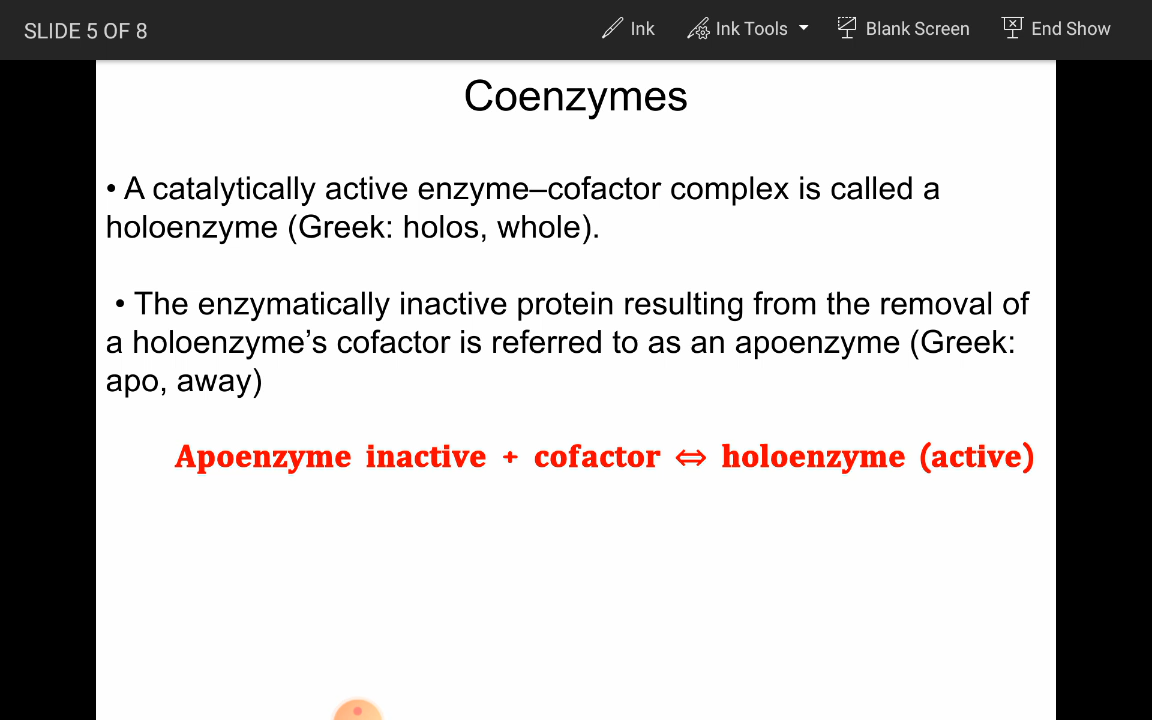 SLIDE 5 OF 8
Ink
Ink Tools
Blank Screen
End Show
Coenzymes
• A catalytically active enzyme–cofactor complex is called a
holoenzyme (Greek: holos, whole).
• The enzymatically inactive protein resulting from the removal of
a holoenzyme’s cofactor is referred to as an apoenzyme (Greek:
apo, away)
Apoenzyme inactive + cofactor ⇔ holoenzyme (active)